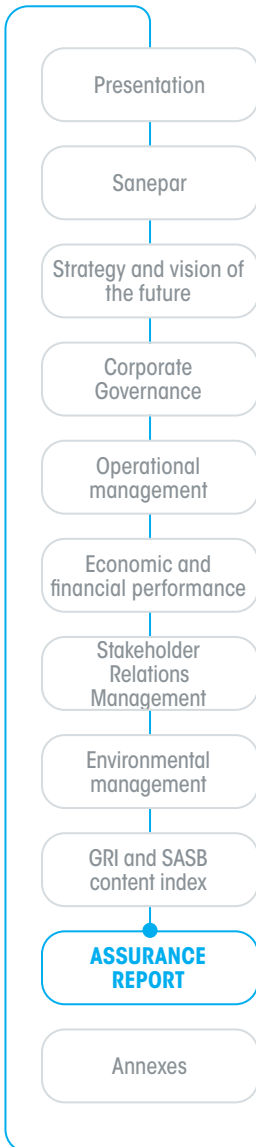 Presentation
Sanepar
Strategy and vision of
the future
Corporate
Governance
Operational
management
Economic and
financial performance
Stakeholder
Relations
Management
Environmental
management
GRI and SASB
content index
ASSURANCE
REPORT
Annexes